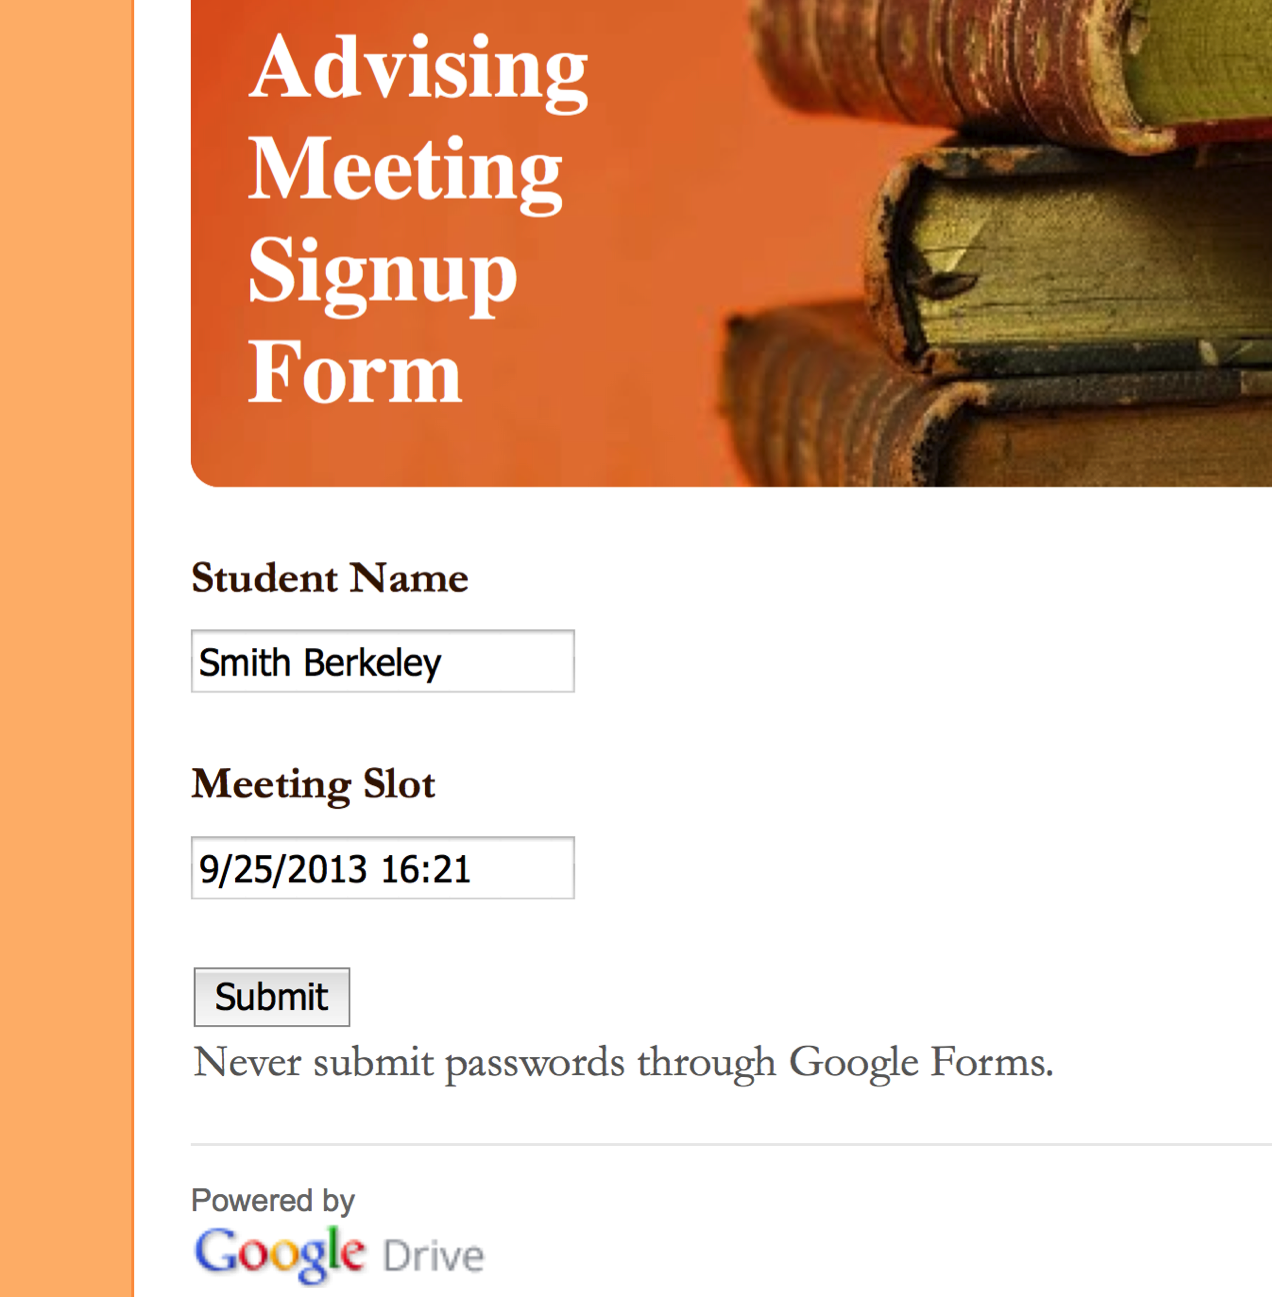 Advising
Meeting
Signup
Form
Student Name
Smith Berkeley
Meeting Slot
9/25/2013 16:21
Submit
Never submit passwords through Google Forms.
Powered by
Google Drive